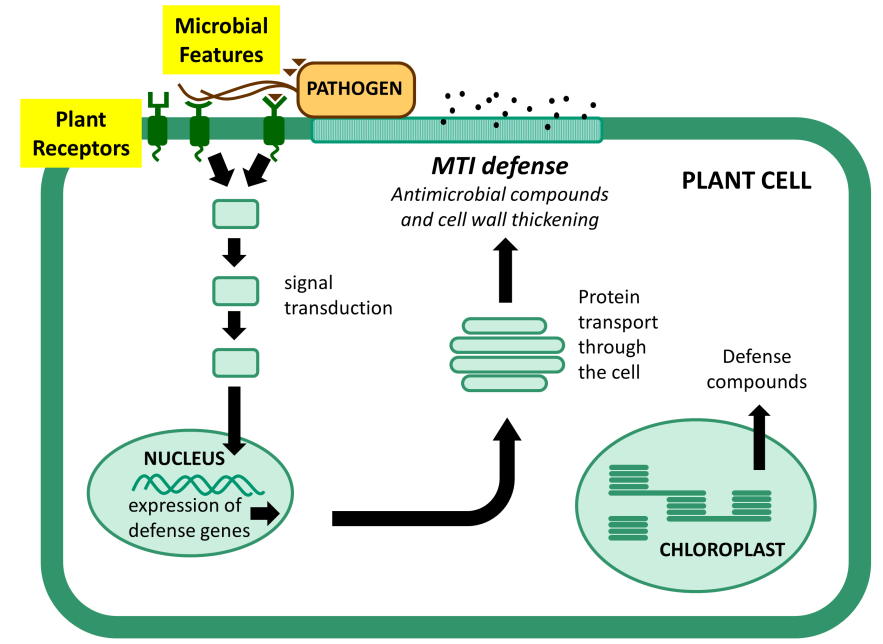 Microbial
Features
PATHOGEN
Plant
Receptors
MTI defense
Antimicrobial compounds
and cell wall thickening
PLANT CELL
signal
transduction
Protein
transport
through
the cell
Defense
compounds
NUCLEUS
expression of
defense genes
CHLOROPLAST